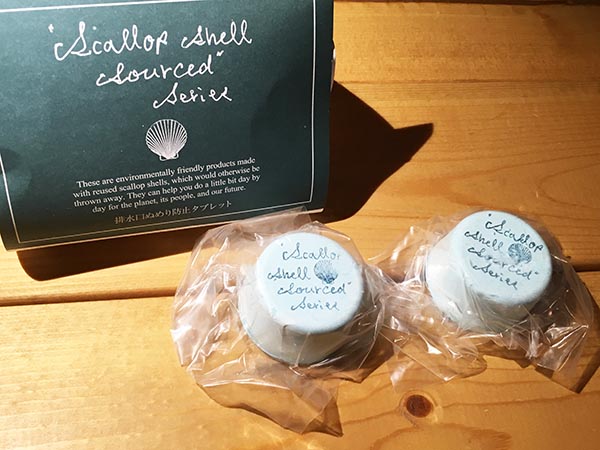 "Scallop Shell
Sourced"
Series
These are environmentally friendly products made
with reused scallop shells, which would otherwise be
thrown away. They can help you do a little bit day by
day for the planet, its people, and our future.
排水口ぬめり防止タブレット
"Scallop
Shell
Sourced"
Series
"Scallop
Shell
Sourced"
Series